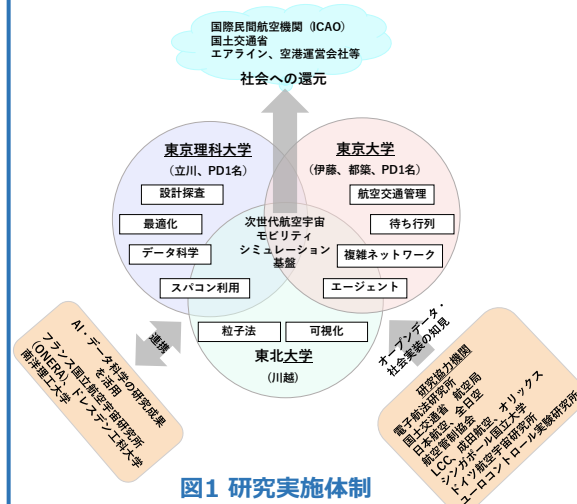 国際民間航空機関（ICAO）
国土交通省
エアライン、空港運営会社等
社会への還元
東京理科大学
（立川、PD1名）
設計探査
最適化
データ科学
スパコン利用
東京大学
（伊藤、都築、PD1名）
航空交通管理
待ち行列
複雑ネットワーク
エージェント
次世代航空宇宙
モビリティ
シミュレーション
基盤
粒子法
可視化
東北大学
（川越）
連携
AI・データ科学の研究成果
を活用
フランス国立航空宇宙研究所
(ONERA)、ドレスデン工科大学
南洋理工大学
オープンデータ・
社会実装の知見
研究協力機関
電子航法研究所
国土交通省 航空局
日本航空 全日空
航空管制協会
LCC、成田航空、オリックス
シンガポール国立大学
ドイツ航空宇宙研究所
ユーロコントロール実験研究所
図1 研究実施体制